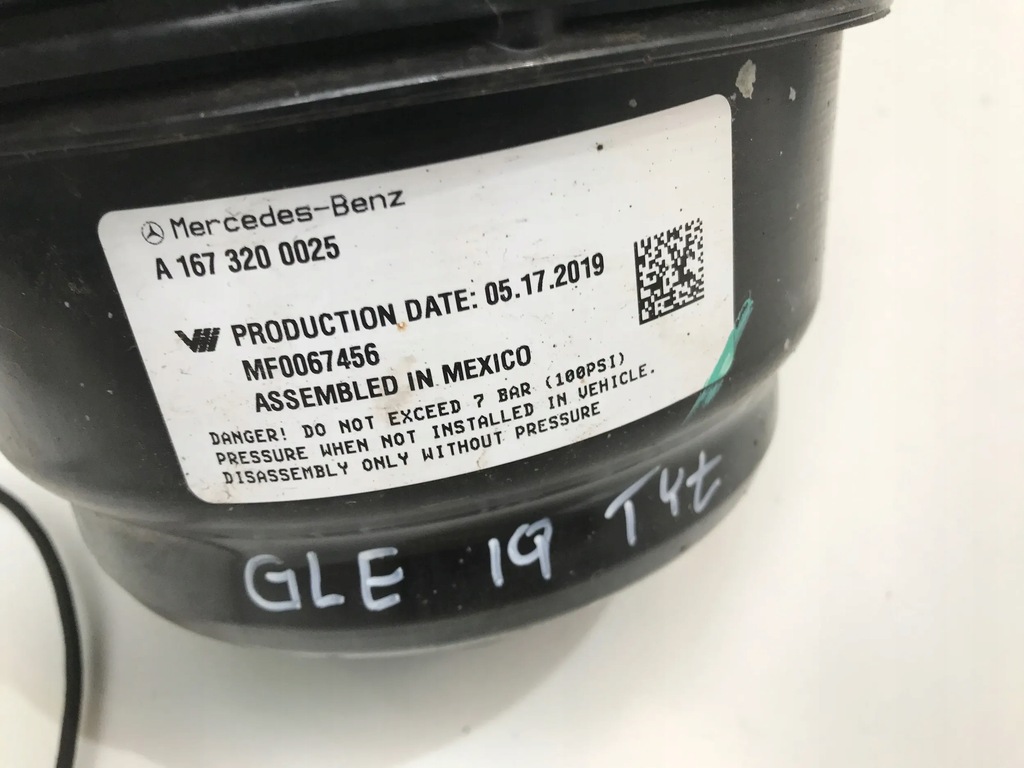 Mercedes-Benz
A 167 320 0025
PRODUCTION DATE: 05.17.2019
MF0067456
ASSEMBLED IN MEXICO
DANGER! DO NOT EXCEED 7 BAR (100PSI)
PRESSURE WHEN NOT INSTALLED IN VEHICLE.
DISASSEMBLY ONLY WITHOUT PRESSURE
GLE 19 TYŁ